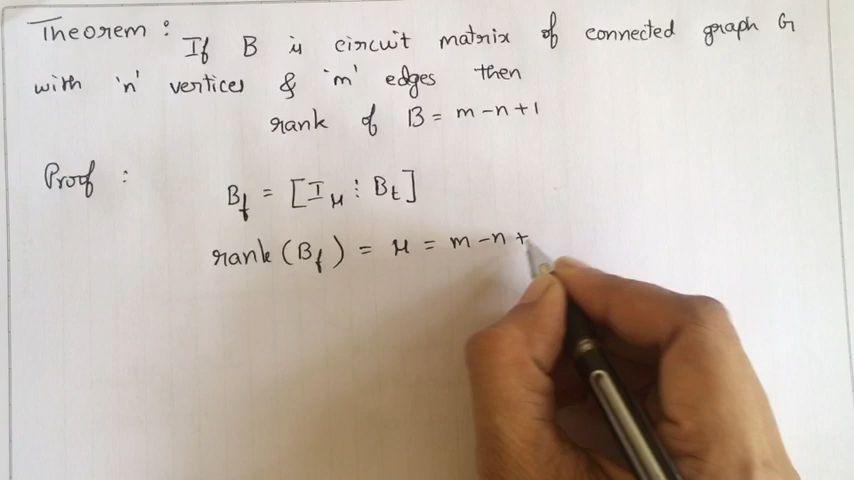 Theorem : If B is circuit matrix of connected graph G
with 'n' vertices & 'm' edges then
rank of B = m - n + 1
Proof : B_f = [I_μ ⋮ B_t]
rank (B_f) = μ = m - n +